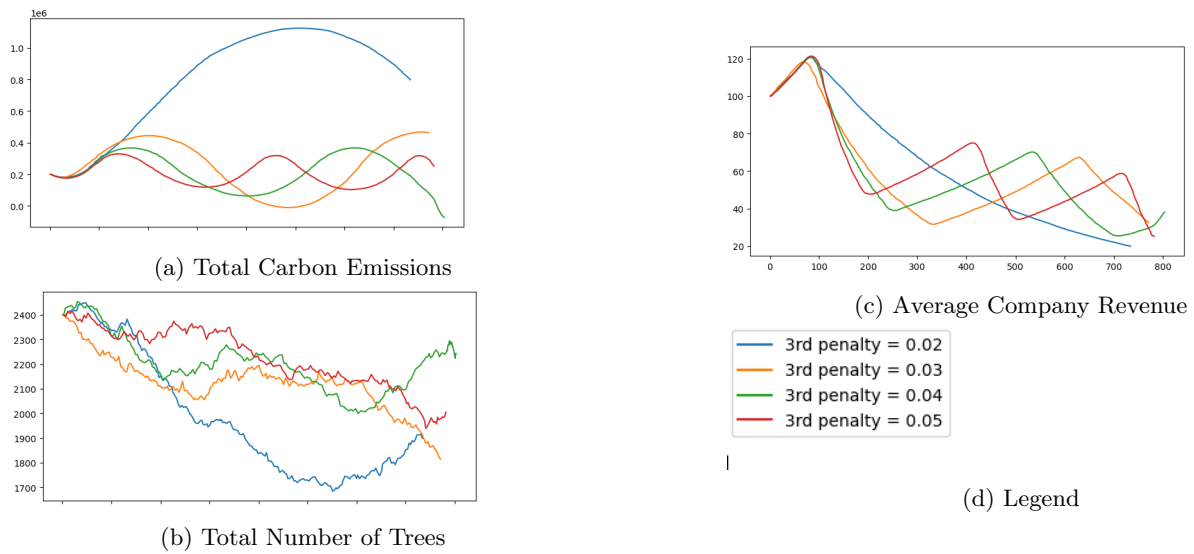 1e6
1.0
0.8
0.6
0.4
0.2
0.0
(a) Total Carbon Emissions
2400
2300
2200
2100
2000
1900
1800
1700
(b) Total Number of Trees
120
100
80
60
40
20
0 100 200 300 400 500 600 700 800
(c) Average Company Revenue
3rd penalty = 0.02
3rd penalty = 0.03
3rd penalty = 0.04
3rd penalty = 0.05
(d) Legend